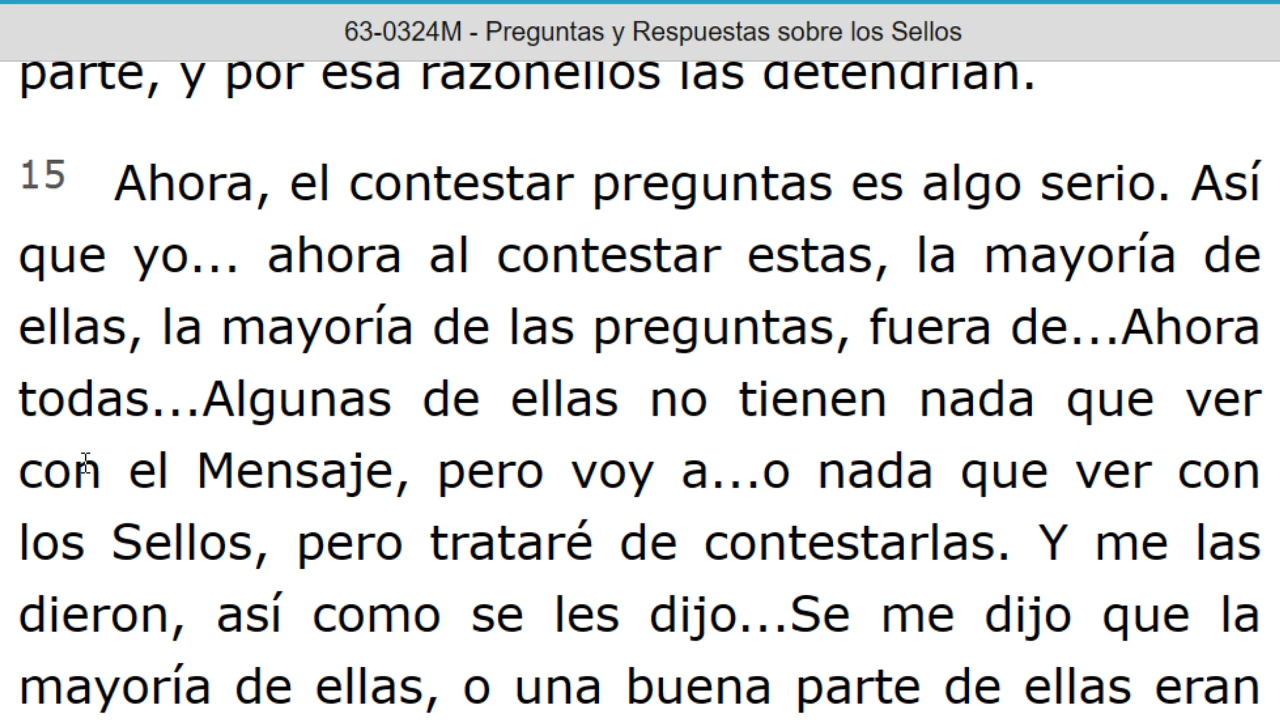 63-0324M - Preguntas y Respuestas sobre los Sellos
parte, y por esa razonellos las detendrían.
15 Ahora, el contestar preguntas es algo serio. Así
que yo... ahora al contestar estas, la mayoría de
ellas, la mayoría de las preguntas, fuera de...Ahora
todas...Algunas de ellas no tienen nada que ver
con el Mensaje, pero voy a...o nada que ver con
los Sellos, pero trataré de contestarlas. Y me las
dieron, así como se les dijo...Se me dijo que la
mayoría de ellas, o una buena parte de ellas eran